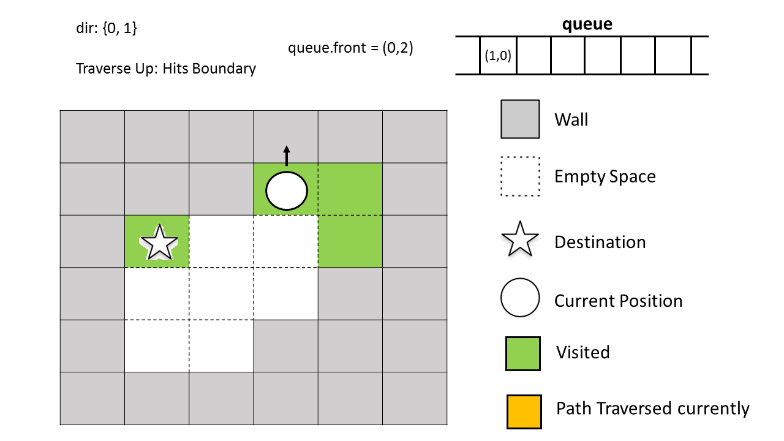 dir: {0, 1}
queue.front = (0,2)
Traverse Up: Hits Boundary
queue
(1,0)
Wall
Empty Space
Destination
Current Position
Visited
Path Traversed currently